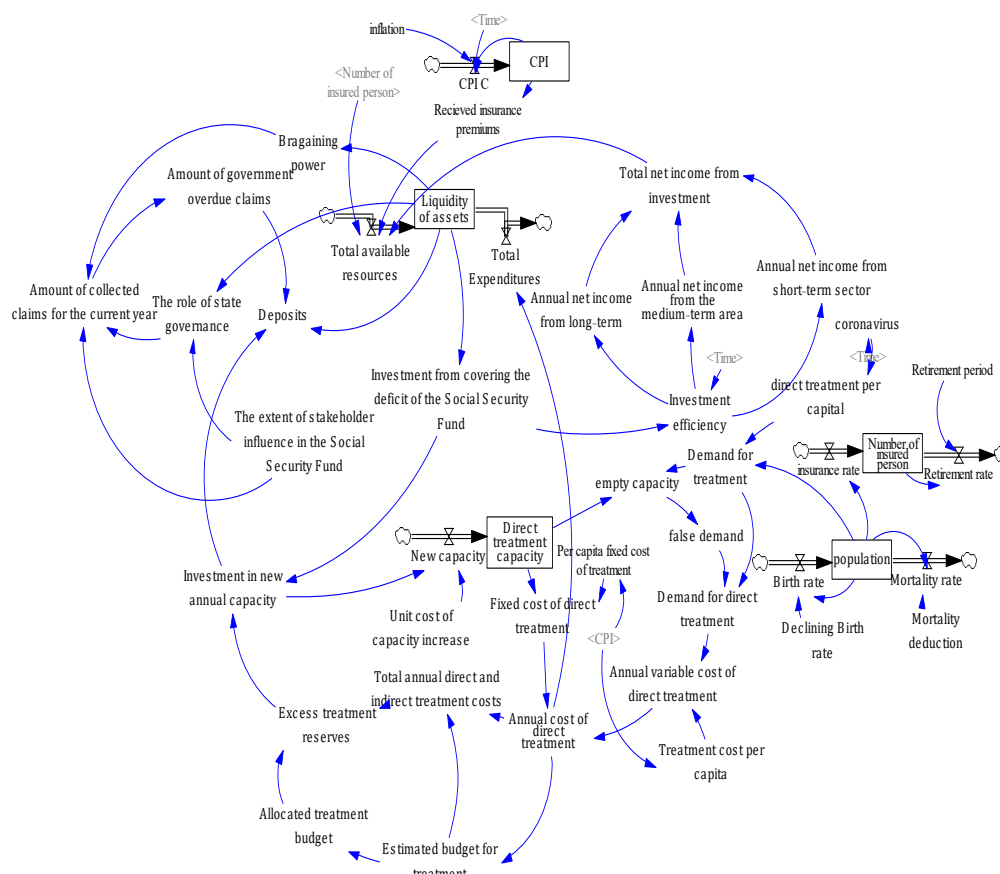 <Time>
inflation
CPI
CPI C
<Number of
insured person>
Recieved insurance
premiums
Bragaining
power
Amount of government
overdue claims
Total net income from
investment
Liquidity
of assets
Total available
resources
Total
Expenditures
Annual net income from
short-term sector
Annual net income
from long-term
Annual net income
from the
medium-term area
Amount of collected
claims for the current year
The role of state
governance
Deposits
coronavirus
<Time>
<Time>
Investment from covering the
deficit of the Social Security
Fund
direct treatment per
capital
Retirement period
Investment
efficiency
The extent of stakeholder
influence in the Social
Security Fund
Number of
insured
person
insurance rate
Retirement rate
Demand for
treatment
empty capacity
false demand
Direct
treatment
capacity
New capacity
Per capita fixed cost
of treatment
population
Birth rate
Mortality rate
Investment in new
annual capacity
Unit cost of
capacity increase
Fixed cost of direct
treatment
Demand for direct
treatment
Declining Birth
rate
Mortality
deduction
<CPI>
Total annual direct and
indirect treatment costs
Annual variable cost of
direct treatment
Excess treatment
reserves
Annual cost of
direct
treatment
Treatment cost per
capita
Allocated treatment
budget
Estimated budget for
treatment